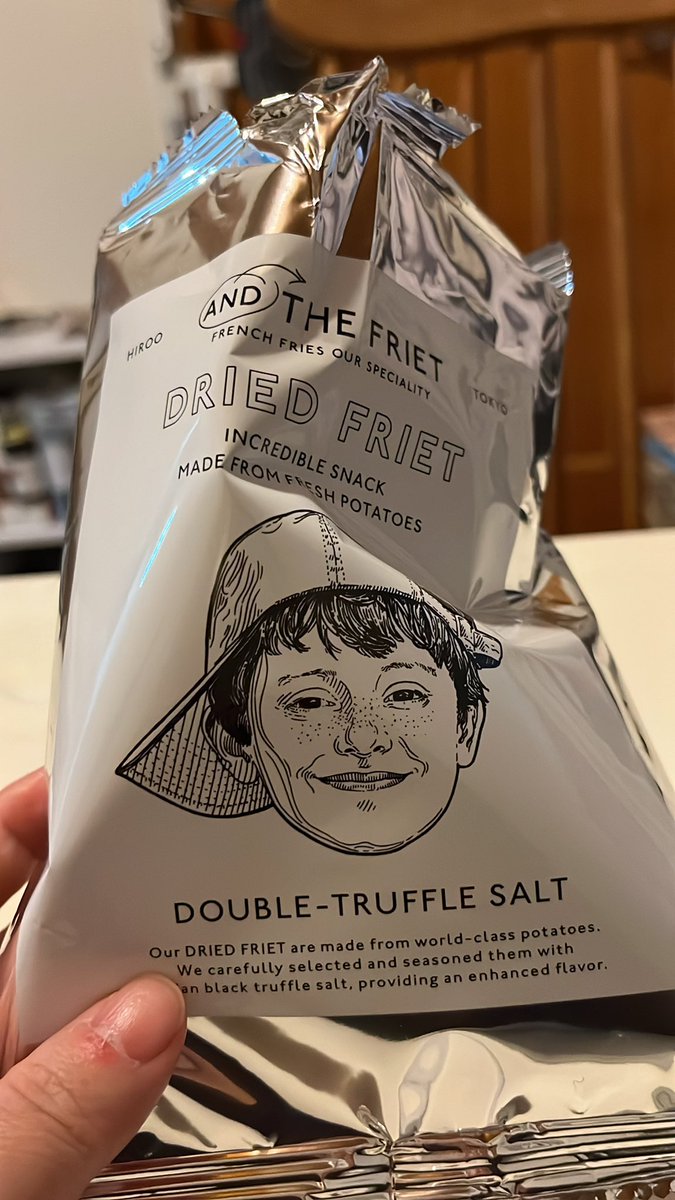 AND THE FRIET
FRENCH FRIES OUR SPECIALITY
HIROO
TOKYO
DRIED FRIET
INCREDIBLE SNACK
MADE FROM FRESH POTATOES
DOUBLE-TRUFFLE SALT
Our DRIED FRIET are made from world-class potatoes.
We carefully selected and seasoned them with
black truffle salt, providing an enhanced flavor.